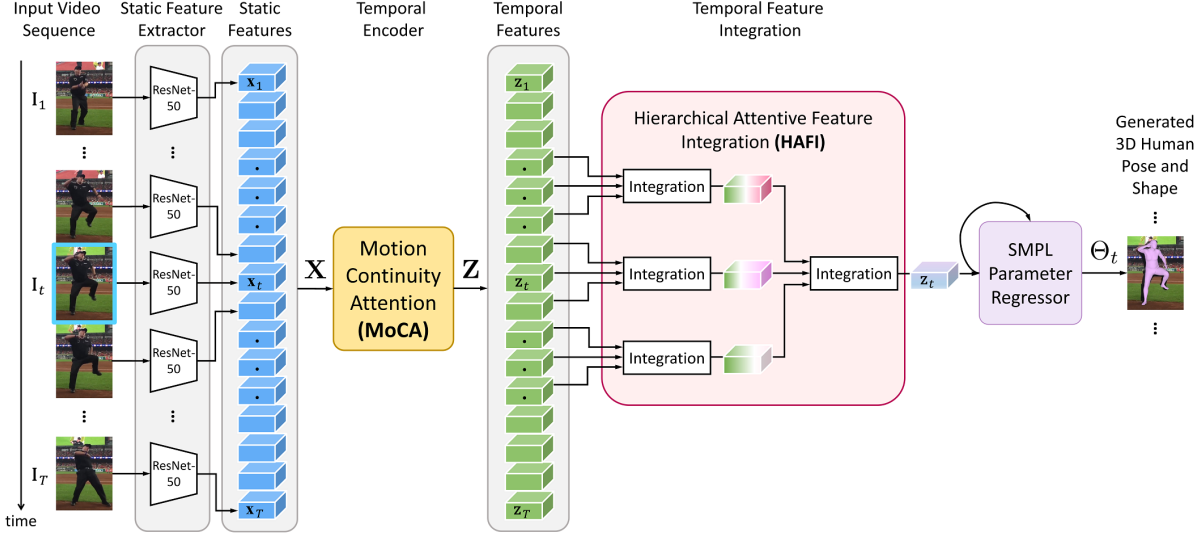 Input Video
Sequence
Static Feature
Extractor
Static
Features
Temporal
Encoder
Temporal
Features
Temporal Feature
Integration
I1
...
It
...
IT
time
ResNet-
50
...
ResNet-
50
ResNet-
50
ResNet-
50
...
ResNet-
50
x1
xt
xT
X
Motion
Continuity
Attention
(MoCA)
Z
z1
zt
zT
Hierarchical Attentive Feature
Integration (HAFI)
Integration
Integration
Integration
Integration
zt
SMPL
Parameter
Regressor
Θt
Generated
3D Human
Pose and
Shape
...
...